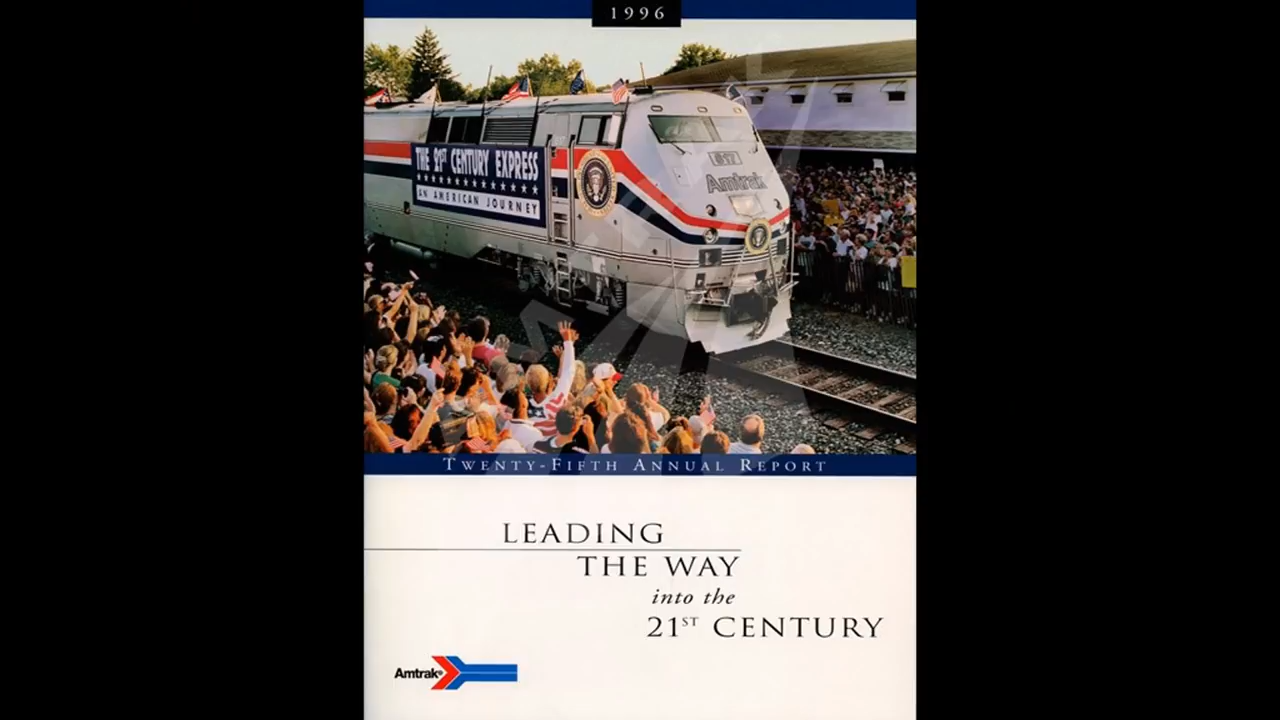 1996
THE 21ST CENTURY EXPRESS
AN AMERICAN JOURNEY
Amtrak
TWENTY-FIFTH ANNUAL REPORT
LEADING
THE WAY
into the
21ST CENTURY
Amtrak®